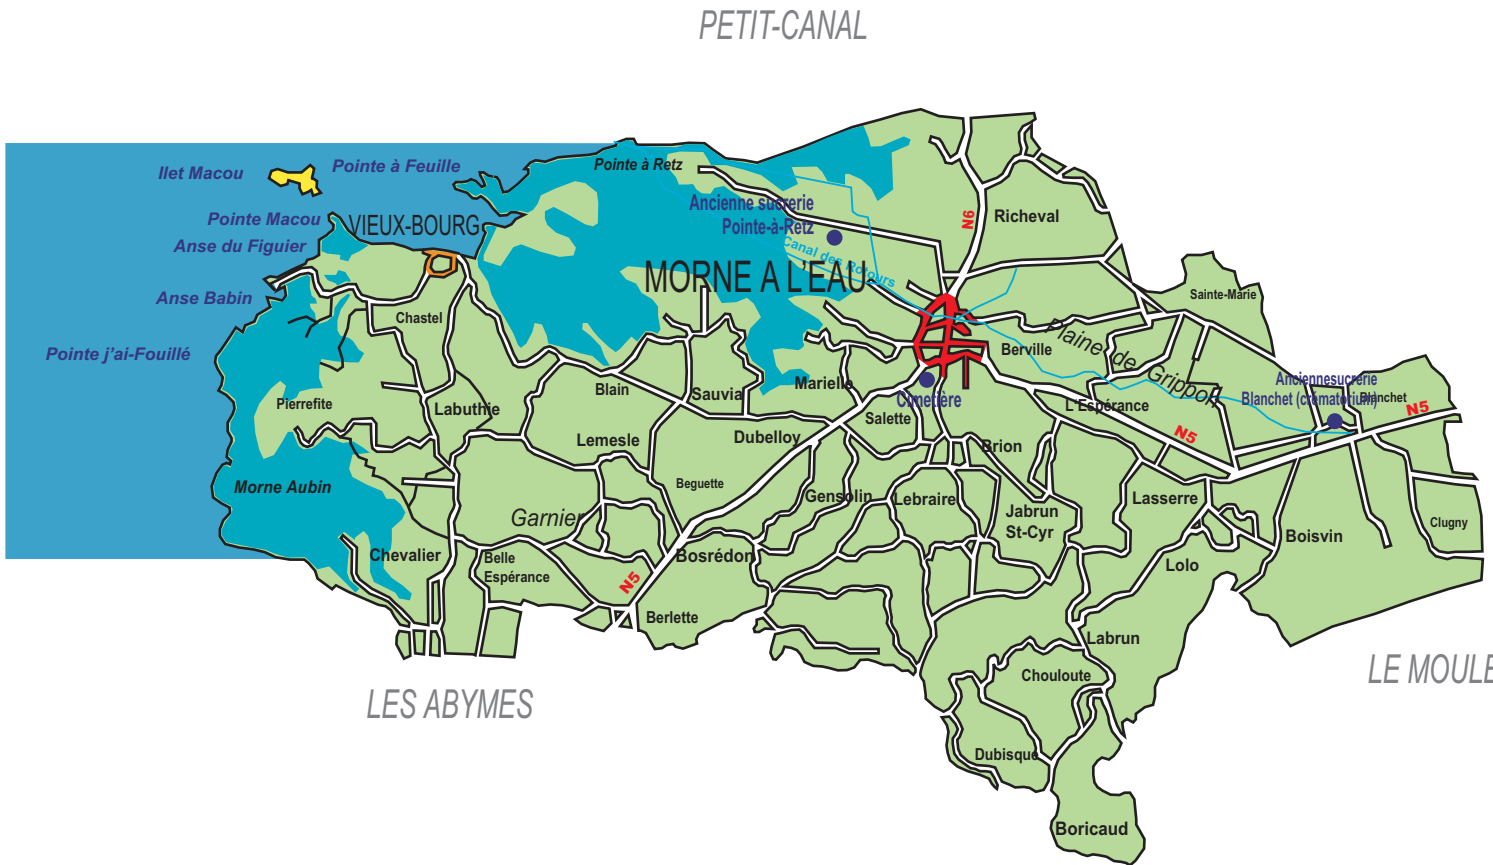 PETIT-CANAL
Ilet Macou
Pointe à Feuille
Pointe à Retz
Ancienne sucrerie
Pointe-à-Retz
Pointe Macou
VIEUX-BOURG
N6
Richeval
Anse du Figuier
Canal des Rotours
MORNE A L'EAU
Anse Babin
Sainte-Marie
Chastel
Plaine de Grippon
Pointe j'ai-Fouillé
Berville
Blain
Sauvia
Marielle
Cimetière
Anciennesucrerie
Blanchet (crématorium)
Blanchet
N5
Pierrefite
Labuthie
L'Espérance
Salette
N5
Lemesle
Dubelloy
Brion
Morne Aubin
Beguette
Gensolin
Lebraire
Lasserre
Garnier
Jabrun
St-Cyr
Clugny
Boisvin
Chevalier
Belle
Espérance
Bosrédon
Lolo
N5
Berlette
Labrun
LE MOULE
Chouloute
LES ABYMES
Dubisque
Boricaud